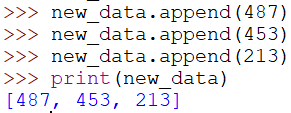 >>> new_data.append(487)
>>> new_data.append(453)
>>> new_data.append(213)
>>> print(new_data)
[487, 453, 213]